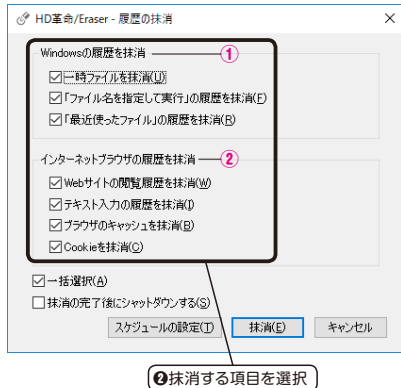 HD革命/Eraser - 履歴の抹消
Windowsの履歴を抹消 ①
一時ファイルを抹消(U)
「ファイル名を指定して実行」の履歴を抹消(F)
「最近使ったファイル」の履歴を抹消(R)
インターネットブラウザの履歴を抹消 ②
Webサイトの閲覧履歴を抹消(W)
テキスト入力の履歴を抹消(I)
ブラウザのキャッシュを抹消(B)
Cookieを抹消(C)
一括選択(A)
抹消の完了後にシャットダウンする(S)
スケジュールの設定(T) 抹消(E) キャンセル
❷抹消する項目を選択